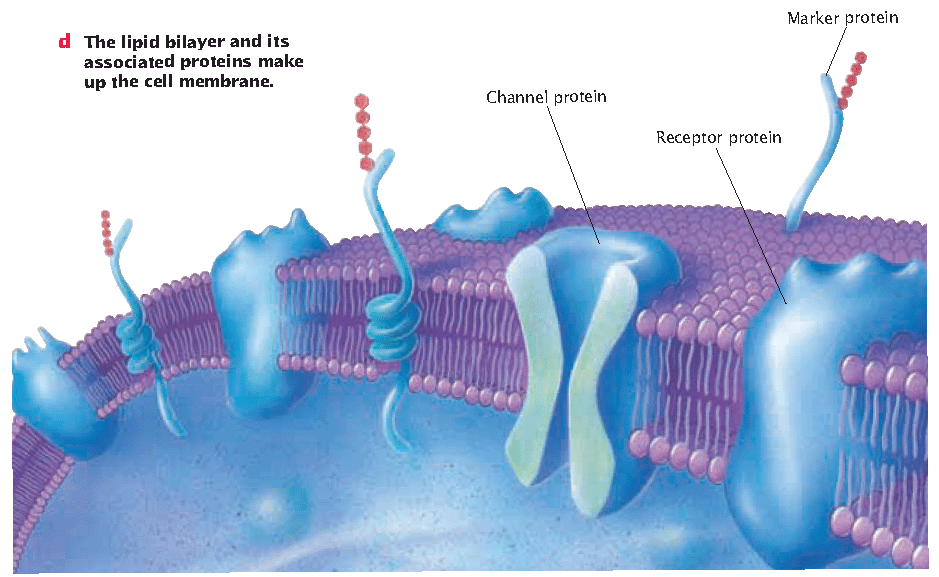 d The lipid bilayer and its
associated proteins make
up the cell membrane.
Marker protein
Channel protein
Receptor protein